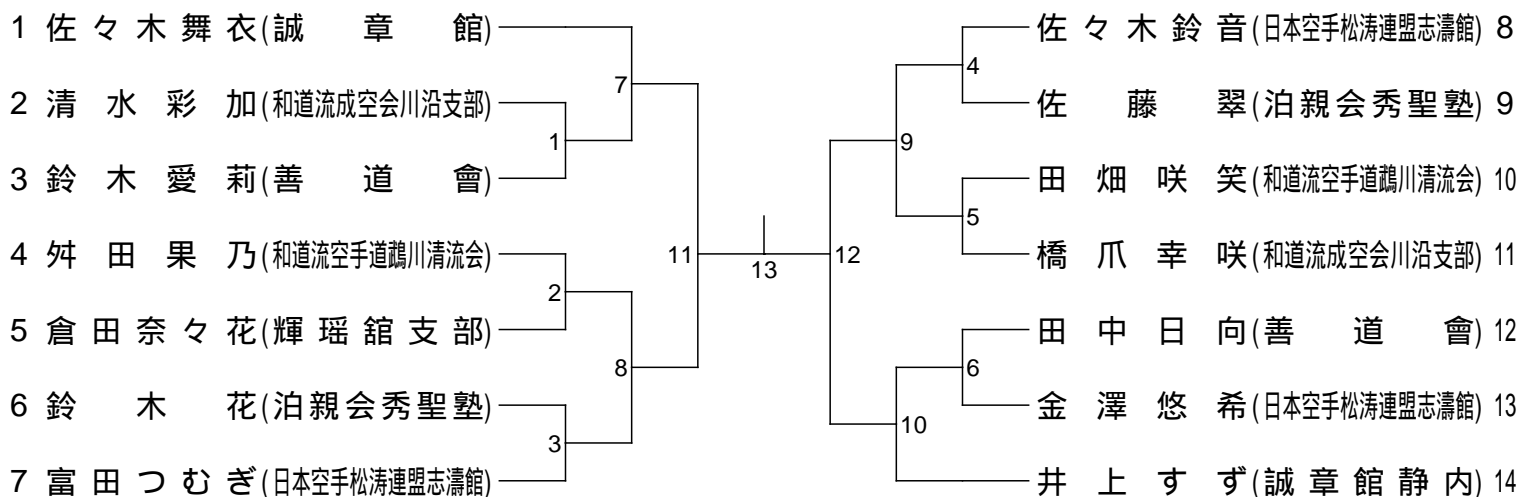 1 佐々木舞衣(誠章館)
2 清水彩加(和道流成空会川沿支部)
3 鈴木愛莉(善道會)
4 舛田果乃(和道流空手道鵡川清流会)
5 倉田奈々花(輝瑶舘支部)
6 鈴木花(泊親会秀聖塾)
7 富田つむぎ(日本空手松涛連盟志濤館)
7
1
2
8
3
11
13
12
4
9
5
6
10
佐々木鈴音(日本空手松涛連盟志濤館) 8
佐藤翠(泊親会秀聖塾) 9
田畑咲笑(和道流空手道鵡川清流会) 10
橋爪幸咲(和道流成空会川沿支部) 11
田中日向(善道會) 12
金澤悠希(日本空手松涛連盟志濤館) 13
井上すず(誠章館静内) 14